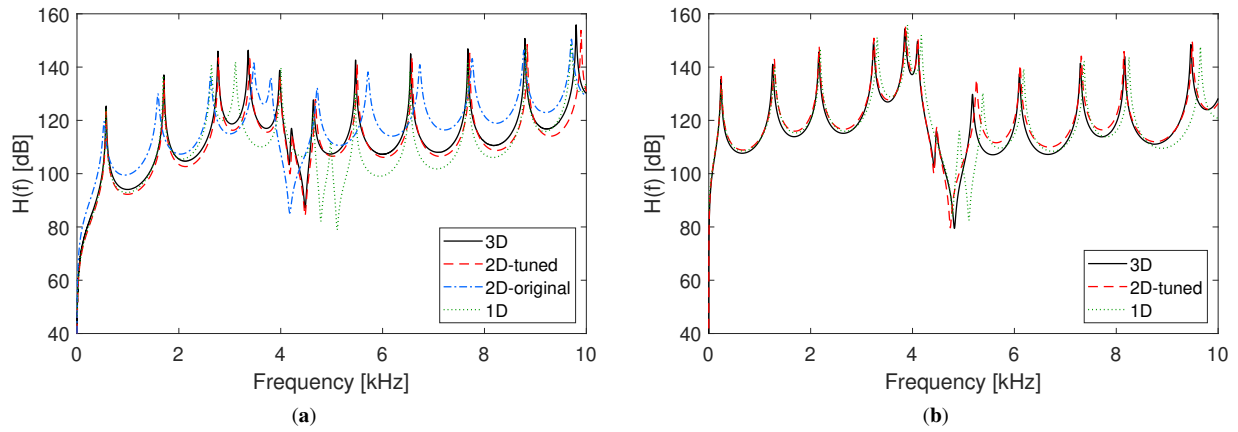 160
140
120
100
80
60
40
H(f) [dB]
0 2 4 6 8 10
Frequency [kHz]
3D
2D-tuned
2D-original
1D
(a)
160
140
120
100
80
60
40
H(f) [dB]
0 2 4 6 8 10
Frequency [kHz]
3D
2D-tuned
1D
(b)